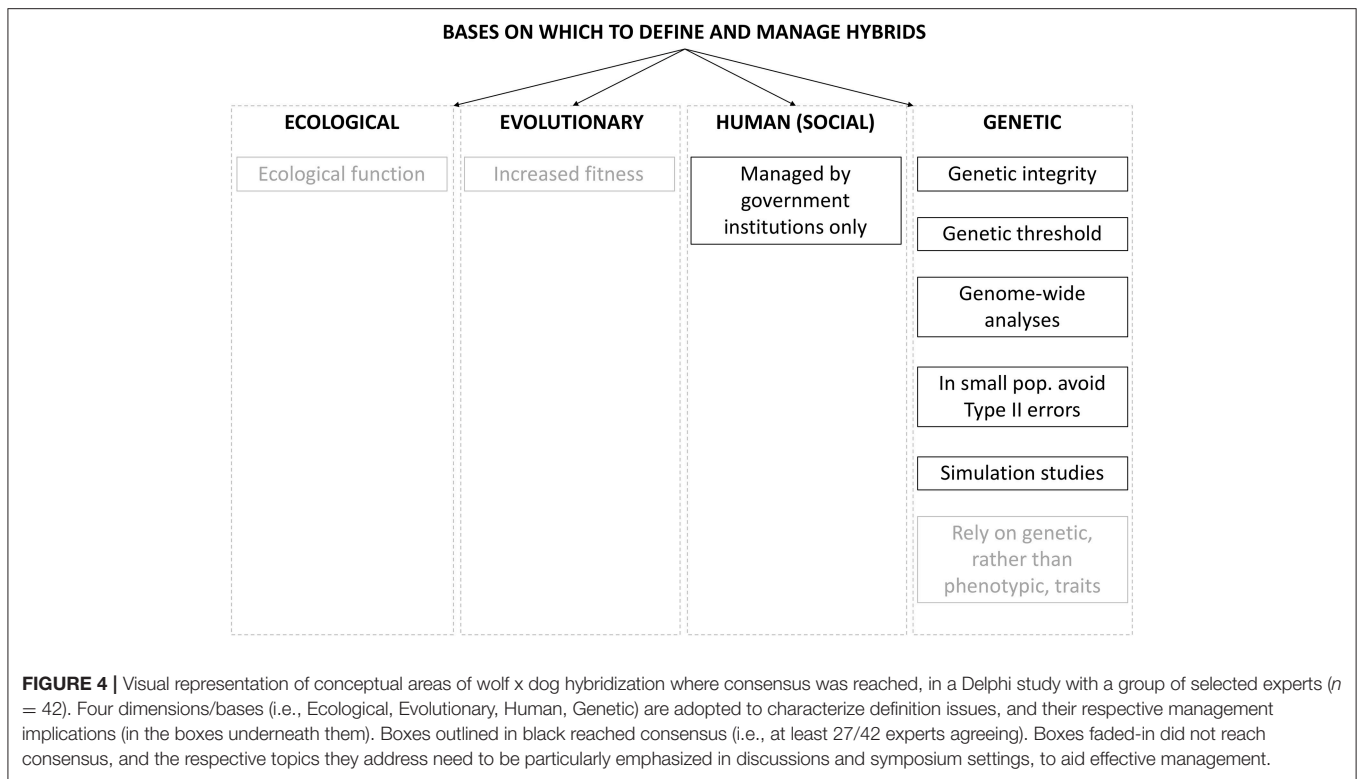 BASES ON WHICH TO DEFINE AND MANAGE HYBRIDS
ECOLOGICAL
Ecological function
EVOLUTIONARY
Increased fitness
HUMAN (SOCIAL)
Managed by
government
institutions only
GENETIC
Genetic integrity
Genetic threshold
Genome-wide
analyses
In small pop. avoid
Type II errors
Simulation studies
Rely on genetic,
rather than
phenotypic, traits
FIGURE 4 | Visual representation of conceptual areas of wolf x dog hybridization where consensus was reached, in a Delphi study with a group of selected experts (n
= 42). Four dimensions/bases (i.e., Ecological, Evolutionary, Human, Genetic) are adopted to characterize definition issues, and their respective management
implications (in the boxes underneath them). Boxes outlined in black reached consensus (i.e., at least 27/42 experts agreeing). Boxes faded-in did not reach
consensus, and the respective topics they address need to be particularly emphasized in discussions and symposium settings, to aid effective management.